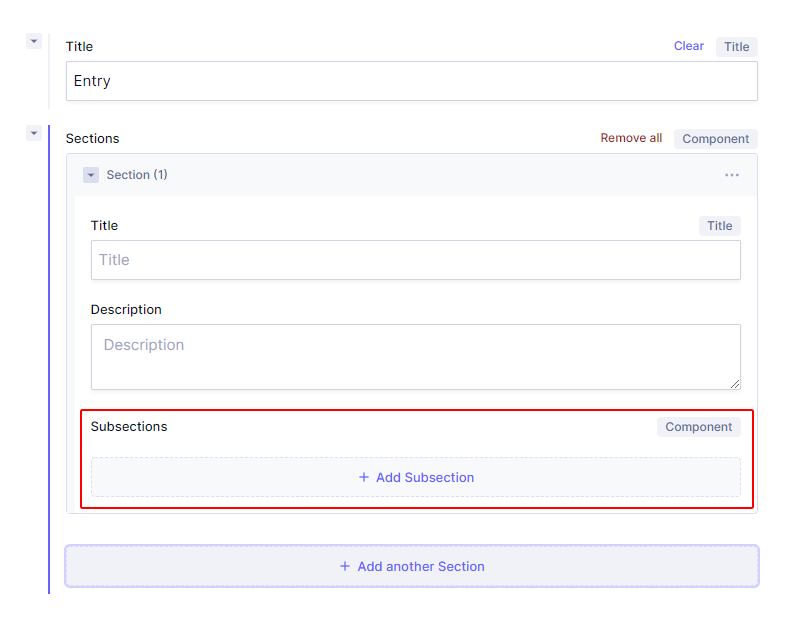 Title Clear Title
Entry
Sections Remove all Component
Section (1)
Title Title
Title
Description
Description
Subsections Component
+ Add Subsection
+ Add another Section